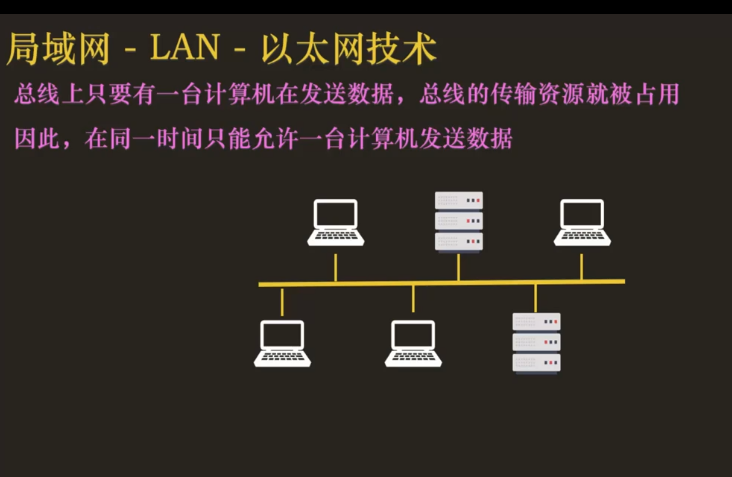 局域网 - LAN - 以太网技术
总线上只要有一台计算机在发送数据，总线的传输资源就被占用
因此，在同一时间只能允许一台计算机发送数据